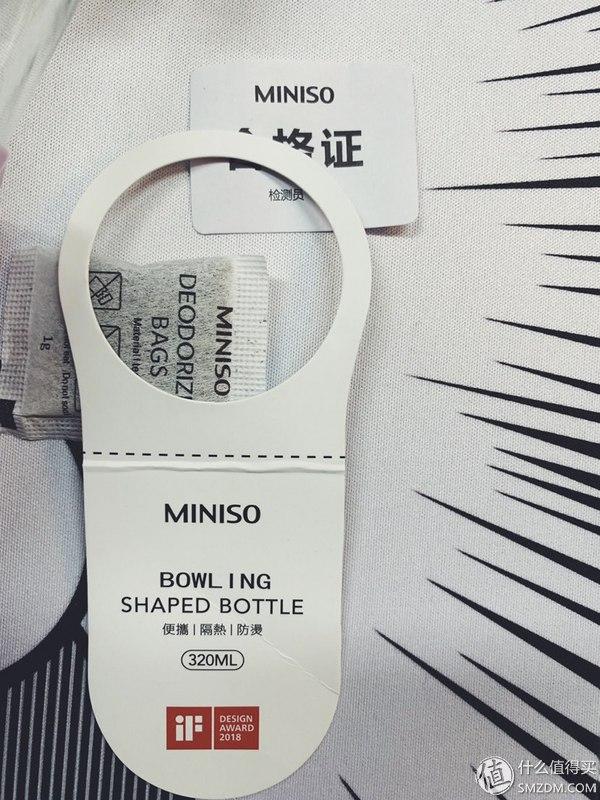 MINISO
合格证
检测员
MINISO
DEODORIZ
BAGS
1g
MINISO
BOWLING
SHAPED BOTTLE
便攜|隔熱|防燙
320ML
iF
DESIGN
AWARD
2018
值 什么值得买
SMZDM.COM